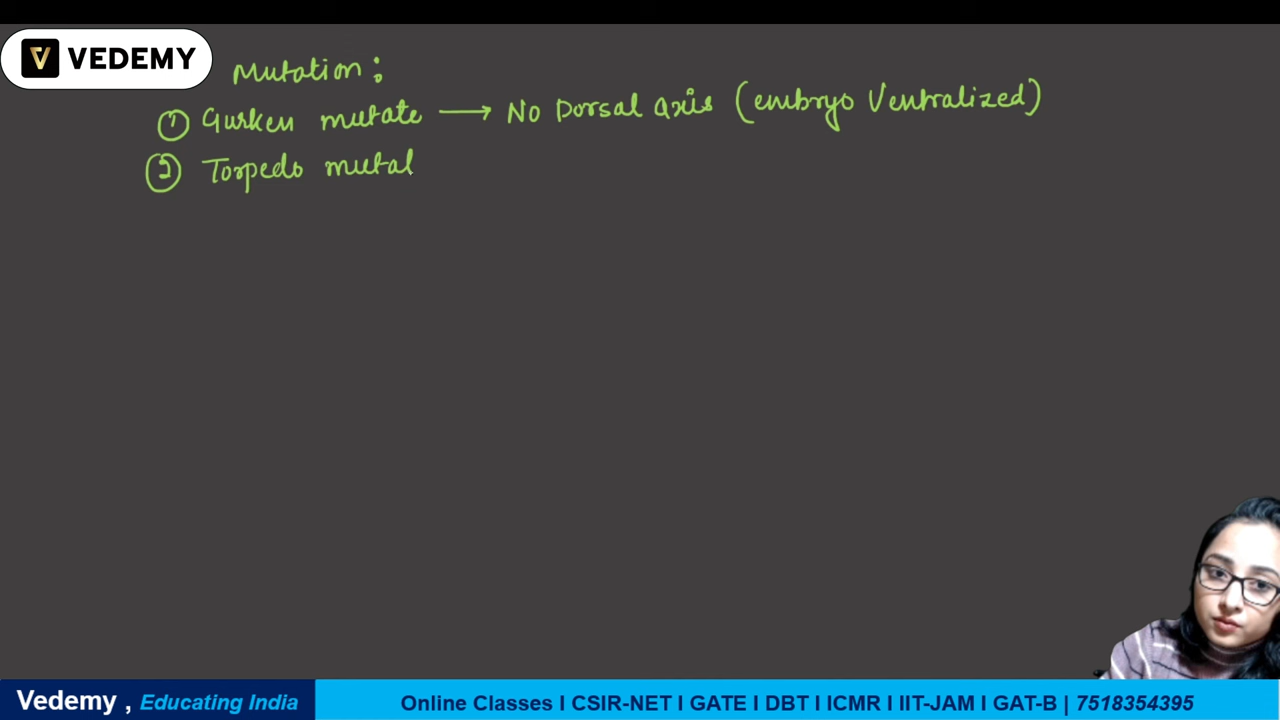 VEDEMY
Mutation :
① Gurken mutate → No Dorsal axis (embryo Ventralized)
② Torpedo mutat
Vedemy , Educating India
Online Classes I CSIR-NET I GATE I DBT I ICMR I IIT-JAM I GAT-B | 7518354395